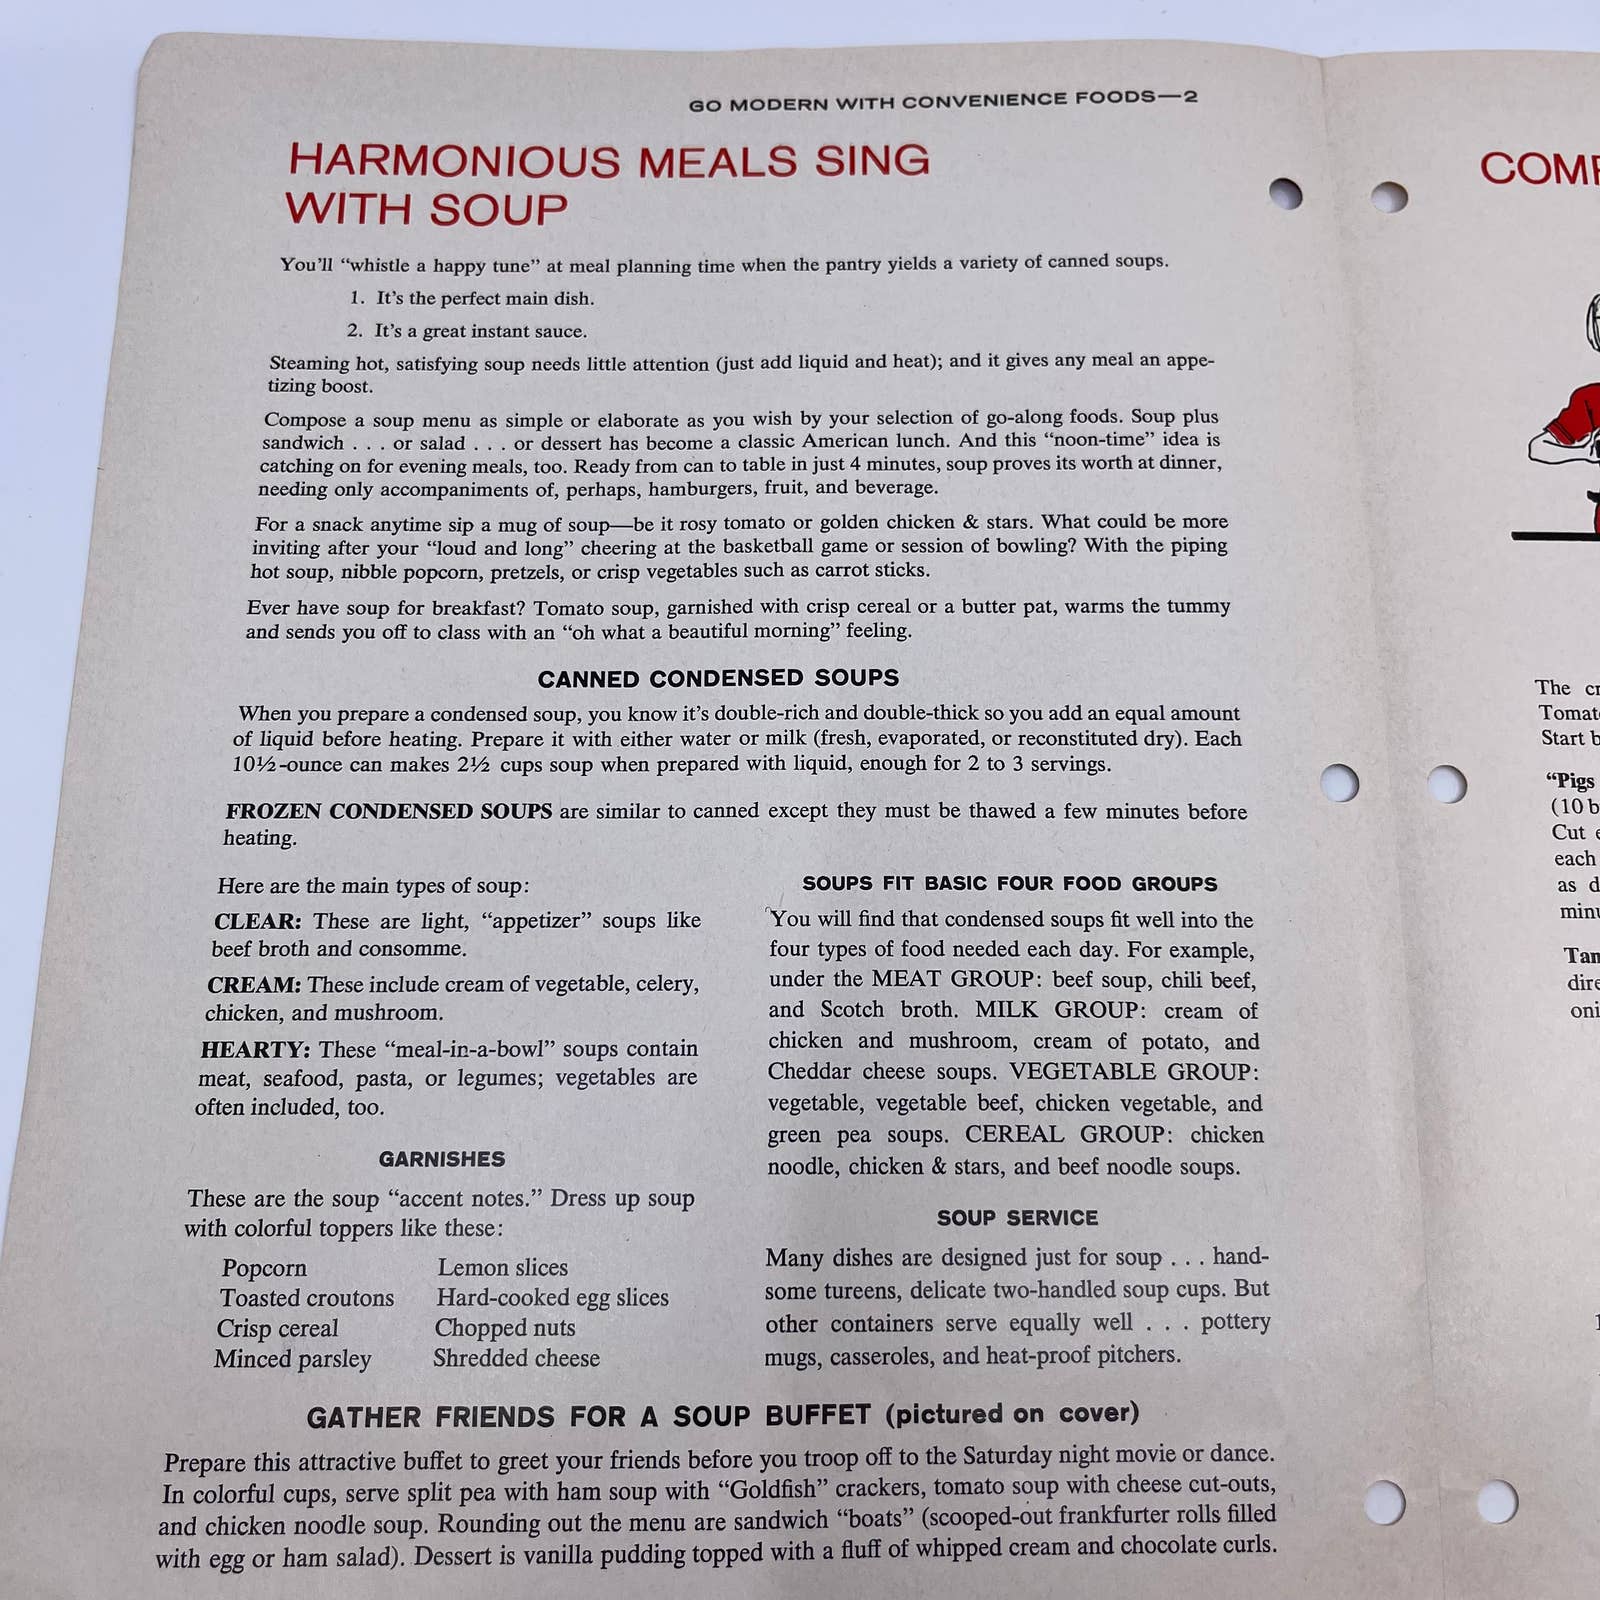 GO MODERN WITH CONVENIENCE FOODS—2
HARMONIOUS MEALS SING
WITH SOUP
You'll “whistle a happy tune” at meal planning time when the pantry yields a variety of canned soups.
1. It's the perfect main dish.
2. It's a great instant sauce.
Steaming hot, satisfying soup needs little attention (just add liquid and heat); and it gives any meal an appe-
tizing boost.
Compose a soup menu as simple or elaborate as you wish by your selection of go-along foods. Soup plus
sandwich . . . or salad . . . or dessert has become a classic American lunch. And this “noon-time” idea is
catching on for evening meals, too. Ready from can to table in just 4 minutes, soup proves its worth at dinner,
needing only accompaniments of, perhaps, hamburgers, fruit, and beverage.
For a snack anytime sip a mug of soup—be it rosy tomato or golden chicken & stars. What could be more
inviting after your “loud and long” cheering at the basketball game or session of bowling? With the piping
hot soup, nibble popcorn, pretzels, or crisp vegetables such as carrot sticks.
Ever have soup for breakfast? Tomato soup, garnished with crisp cereal or a butter pat, warms the tummy
and sends you off to class with an “oh what a beautiful morning” feeling.
CANNED CONDENSED SOUPS
When you prepare a condensed soup, you know it's double-rich and double-thick so you add an equal amount
of liquid before heating. Prepare it with either water or milk (fresh, evaporated, or reconstituted dry). Each
10½-ounce can makes 2½ cups soup when prepared with liquid, enough for 2 to 3 servings.
FROZEN CONDENSED SOUPS are similar to canned except they must be thawed a few minutes before
heating.
Here are the main types of soup:
CLEAR: These are light, “appetizer” soups like
beef broth and consomme.
CREAM: These include cream of vegetable, celery,
chicken, and mushroom.
HEARTY: These “meal-in-a-bowl” soups contain
meat, seafood, pasta, or legumes; vegetables are
often included, too.
GARNISHES
These are the soup “accent notes.” Dress up soup
with colorful toppers like these:
Popcorn
Toasted croutons
Crisp cereal
Minced parsley
Lemon slices
Hard-cooked egg slices
Chopped nuts
Shredded cheese
SOUPS FIT BASIC FOUR FOOD GROUPS
You will find that condensed soups fit well into the
four types of food needed each day. For example,
under the MEAT GROUP: beef soup, chili beef,
and Scotch broth. MILK GROUP: cream of
chicken and mushroom, cream of potato, and
Cheddar cheese soups. VEGETABLE GROUP:
vegetable, vegetable beef, chicken vegetable, and
green pea soups. CEREAL GROUP: chicken
noodle, chicken & stars, and beef noodle soups.
SOUP SERVICE
Many dishes are designed just for soup . . . hand-
some tureens, delicate two-handled soup cups. But
other containers serve equally well . . . pottery
mugs, casseroles, and heat-proof pitchers.
GATHER FRIENDS FOR A SOUP BUFFET (pictured on cover)
Prepare this attractive buffet to greet your friends before you troop off to the Saturday night movie or dance.
In colorful cups, serve split pea with ham soup with “Goldfish” crackers, tomato soup with cheese cut-outs,
and chicken noodle soup. Rounding out the menu are sandwich “boats” (scooped-out frankfurter rolls filled
with egg or ham salad). Dessert is vanilla pudding topped with a fluff of whipped cream and chocolate curls.
The
Start
“Pigs
(10
Cut
each
as